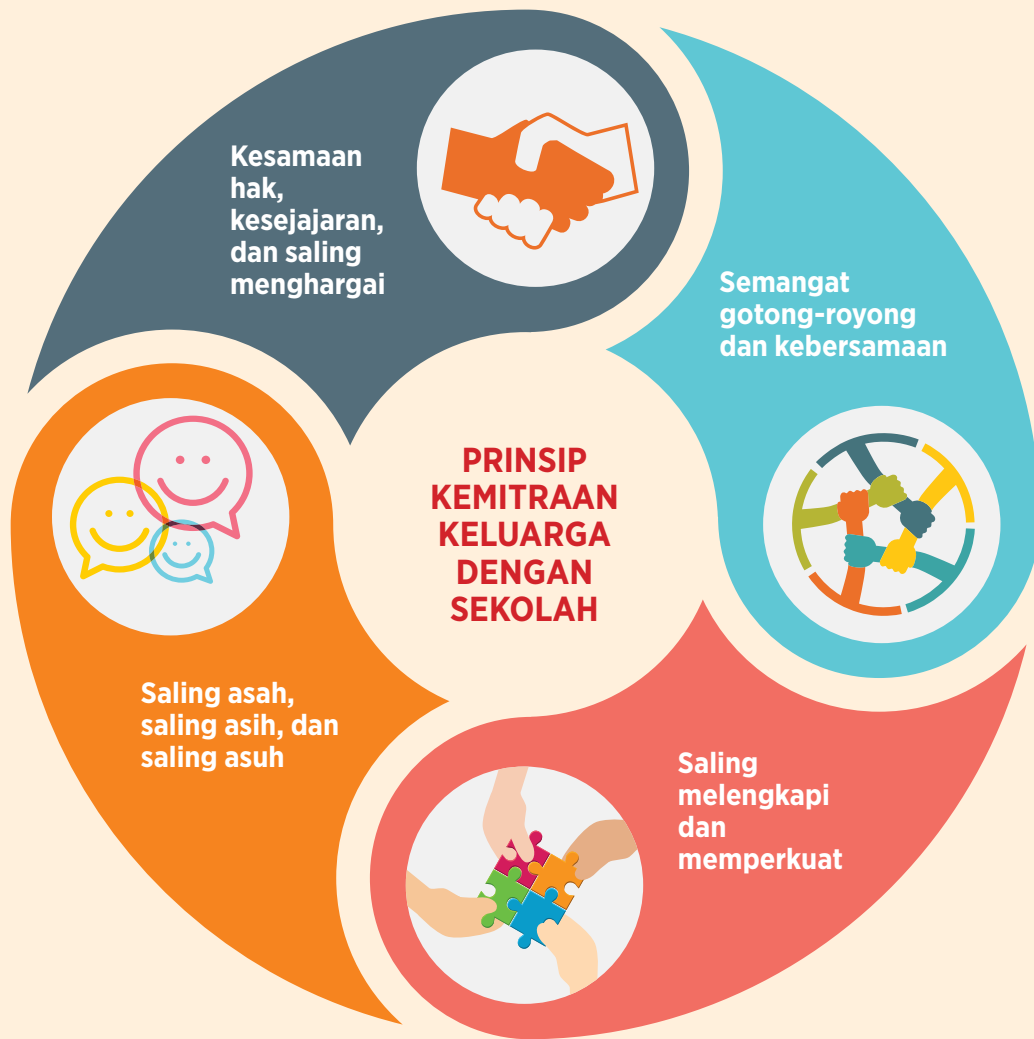 Kesamaan
hak,
kesejajaran,
dan saling
menghargai
Semangat
gotong-royong
dan kebersamaan
PRINSIP
KEMITRAAN
KELUARGA
DENGAN
SEKOLAH
Saling asah,
saling asih, dan
saling asuh
Saling
melengkapi
dan
memperkuat